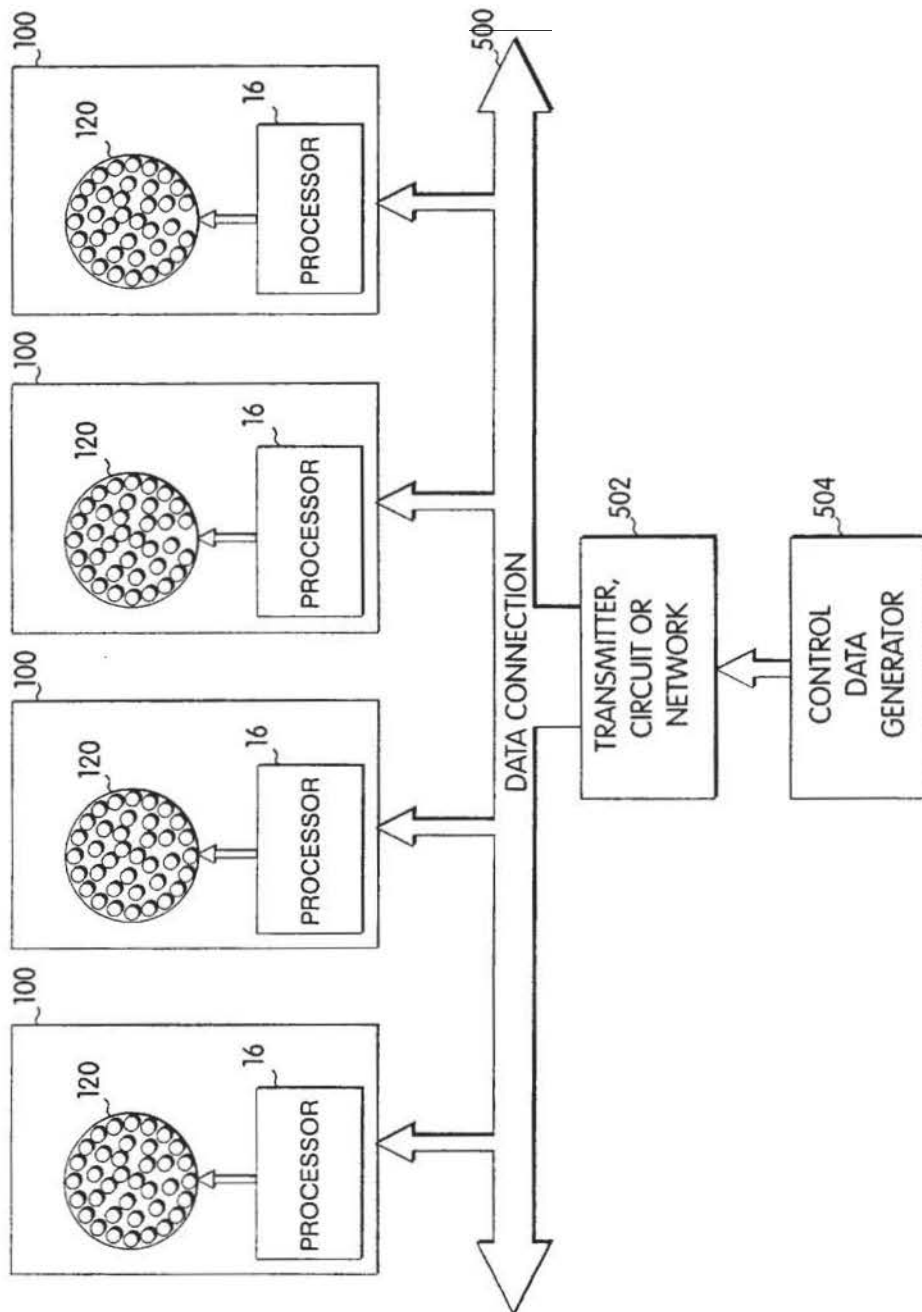 100
120
16
PROCESSOR
100
120
16
PROCESSOR
100
120
16
PROCESSOR
100
120
16
PROCESSOR
500
DATA CONNECTION
TRANSMITTER,
CIRCUIT OR
NETWORK
502
CONTROL
DATA
GENERATOR
504